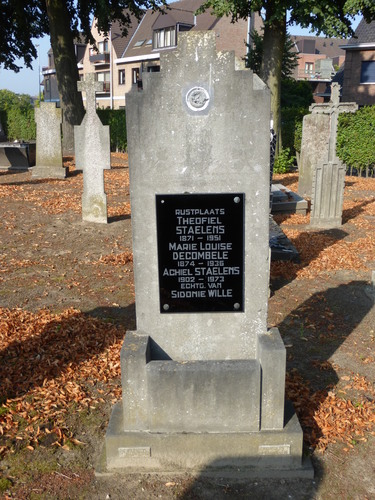 RUSTPLAATS
THEOFIEL
STAELENS
1871 - 1951
MARIE LOUISE
DECOMBELE
1874 - 1936
ACHIEL STAELENS
1902 - 1973
ECHTG. VAN
SIDONIE WILLE